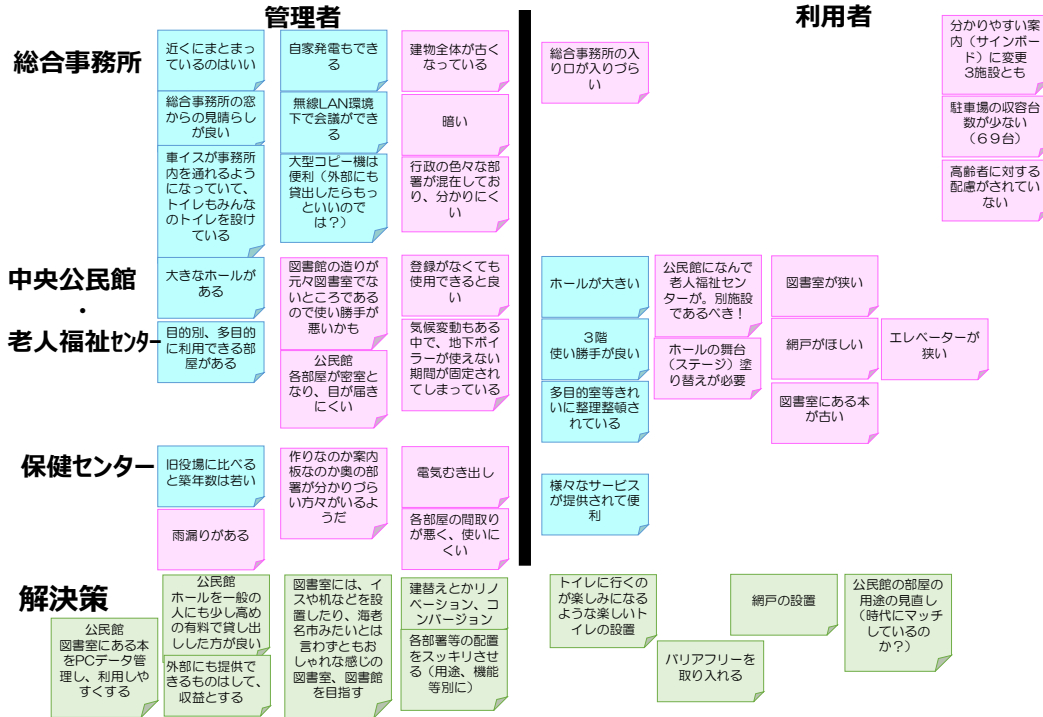 管理者
利用者
総合事務所
近くにまとまっ
ているのはいい
自家発電もでき
る
建物全体が古く
なっている
総合事務所の窓
からの見晴らし
が良い
無線LAN環境
下で会議ができ
る
暗い
車イスが事務所
内を通れるよう
になっていて、
トイレもみんな
のトイレを設け
ている
大型コピー機は
便利（外部にも
貸出したらもっ
といいので
は？）
行政の色々な部
署が混在してお
り、分かりにく
い
総合事務所の入
り口が入りづら
い
分かりやすい案
内（サインボー
ド）に変更
３施設とも
駐車場の収容台
数が少ない
（６９台）
高齢者に対する
配慮がされてい
ない
中央公民館
・
老人福祉センター
大きなホールが
ある
目的別、多目的
に利用できる部
屋がある
図書館の造りが
元々図書室でな
いところである
ので使い勝手が
悪いかも
公民館
各部屋が密室と
なり、目が届き
にくい
登録がなくても
使用できると良
い
気候変動もある
中で、地下ボイ
ラーが使えない
期間が固定され
てしまっている
ホールが大きい
３階
使い勝手が良い
多目的室等きれ
いに整理整頓さ
れている
公民館になんで
老人福祉セン
ターが。別施設
であるべき！
ホールの舞台
（ステージ）塗
り替えが必要
図書室が狭い
網戸がほしい
図書室にある本
が古い
エレベーターが
狭い
保健センター
旧役場に比べる
と築年数は若い
雨漏りがある
作りなのか案内
板なのか奥の部
署が分かりづら
い方々がいるよ
うだ
電気むき出し
各部屋の間取り
が悪く、使いに
くい
様々なサービス
が提供されて便
利
解決策
公民館
図書室にある本
をPCデータ管
理し、利用しや
すくする
公民館
ホールを一般の
人にも少し高め
の有料で貸し出
しした方が良い
外部にも提供で
きるものはして、
収益とする
図書室には、イ
スや机などを設
置したり、海老
名市みたいとは
言わずともお
しゃれな感じの
図書室、図書館
を目指す
建替えとかリノ
ベーション、コ
ンバージョン
各部署等の配置
をスッキリさせ
る（用途、機能
等別に）
トイレに行くの
が楽しみになる
ような楽しいト
イレの設置
バリアフリーを
取り入れる
網戸の設置
公民館の部屋の
用途の見直し
（時代にマッチ
しているの
か？）